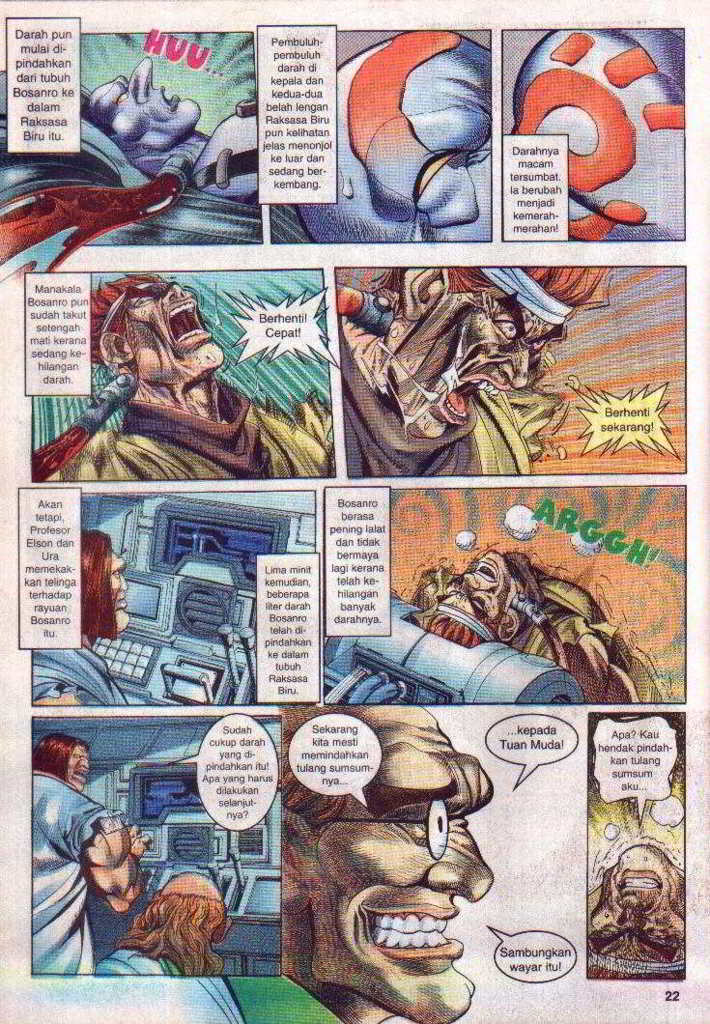 Darah pun
mulai di-
pindahkan
dari tubuh
Bosanro ke
dalam
Raksasa
Biru itu.
HUU...
Pembuluh-
pembuluh
darah di
kepala dan
kedua-dua
belah lengan
Raksasa Biru
pun kelihatan
jelas menonjol
ke luar dan
sedang ber-
kembang.
Darahnya
macam
tersumbat.
Ia berubah
menjadi
kemerah-
merahan!
Manakala
Bosanro pun
sudah takut
setengah
mati kerana
sedang ke-
hilangan
darah.
Berhenti!
Cepat!
Berhenti
sekarang!
Akan
tetapi,
Profesor
Elson dan
Ura
memekak-
kan telinga
terhadap
rayuan
Bosanro
itu.
Lima minit
kemudian,
beberapa
liter darah
Bosanro
telah di-
pindahkan
ke dalam
tubuh
Raksasa
Biru.
Bosanro
berasa
pening lalat
dan tidak
bermaya
lagi kerana
telah ke-
hilangan
banyak
darahnya.
ARGGH!
Sudah
cukup darah
yang di-
pindahkan itu!
Apa yang harus
dilakukan
selanjut-
nya?
Sekarang
kita mesti
memindahkan
tulang sumsum-
nya...
...kepada
Tuan Muda!
Sambungkan
wayar itu!
Apa? Kau
hendak pindah-
kan tulang
sumsum
aku...
22